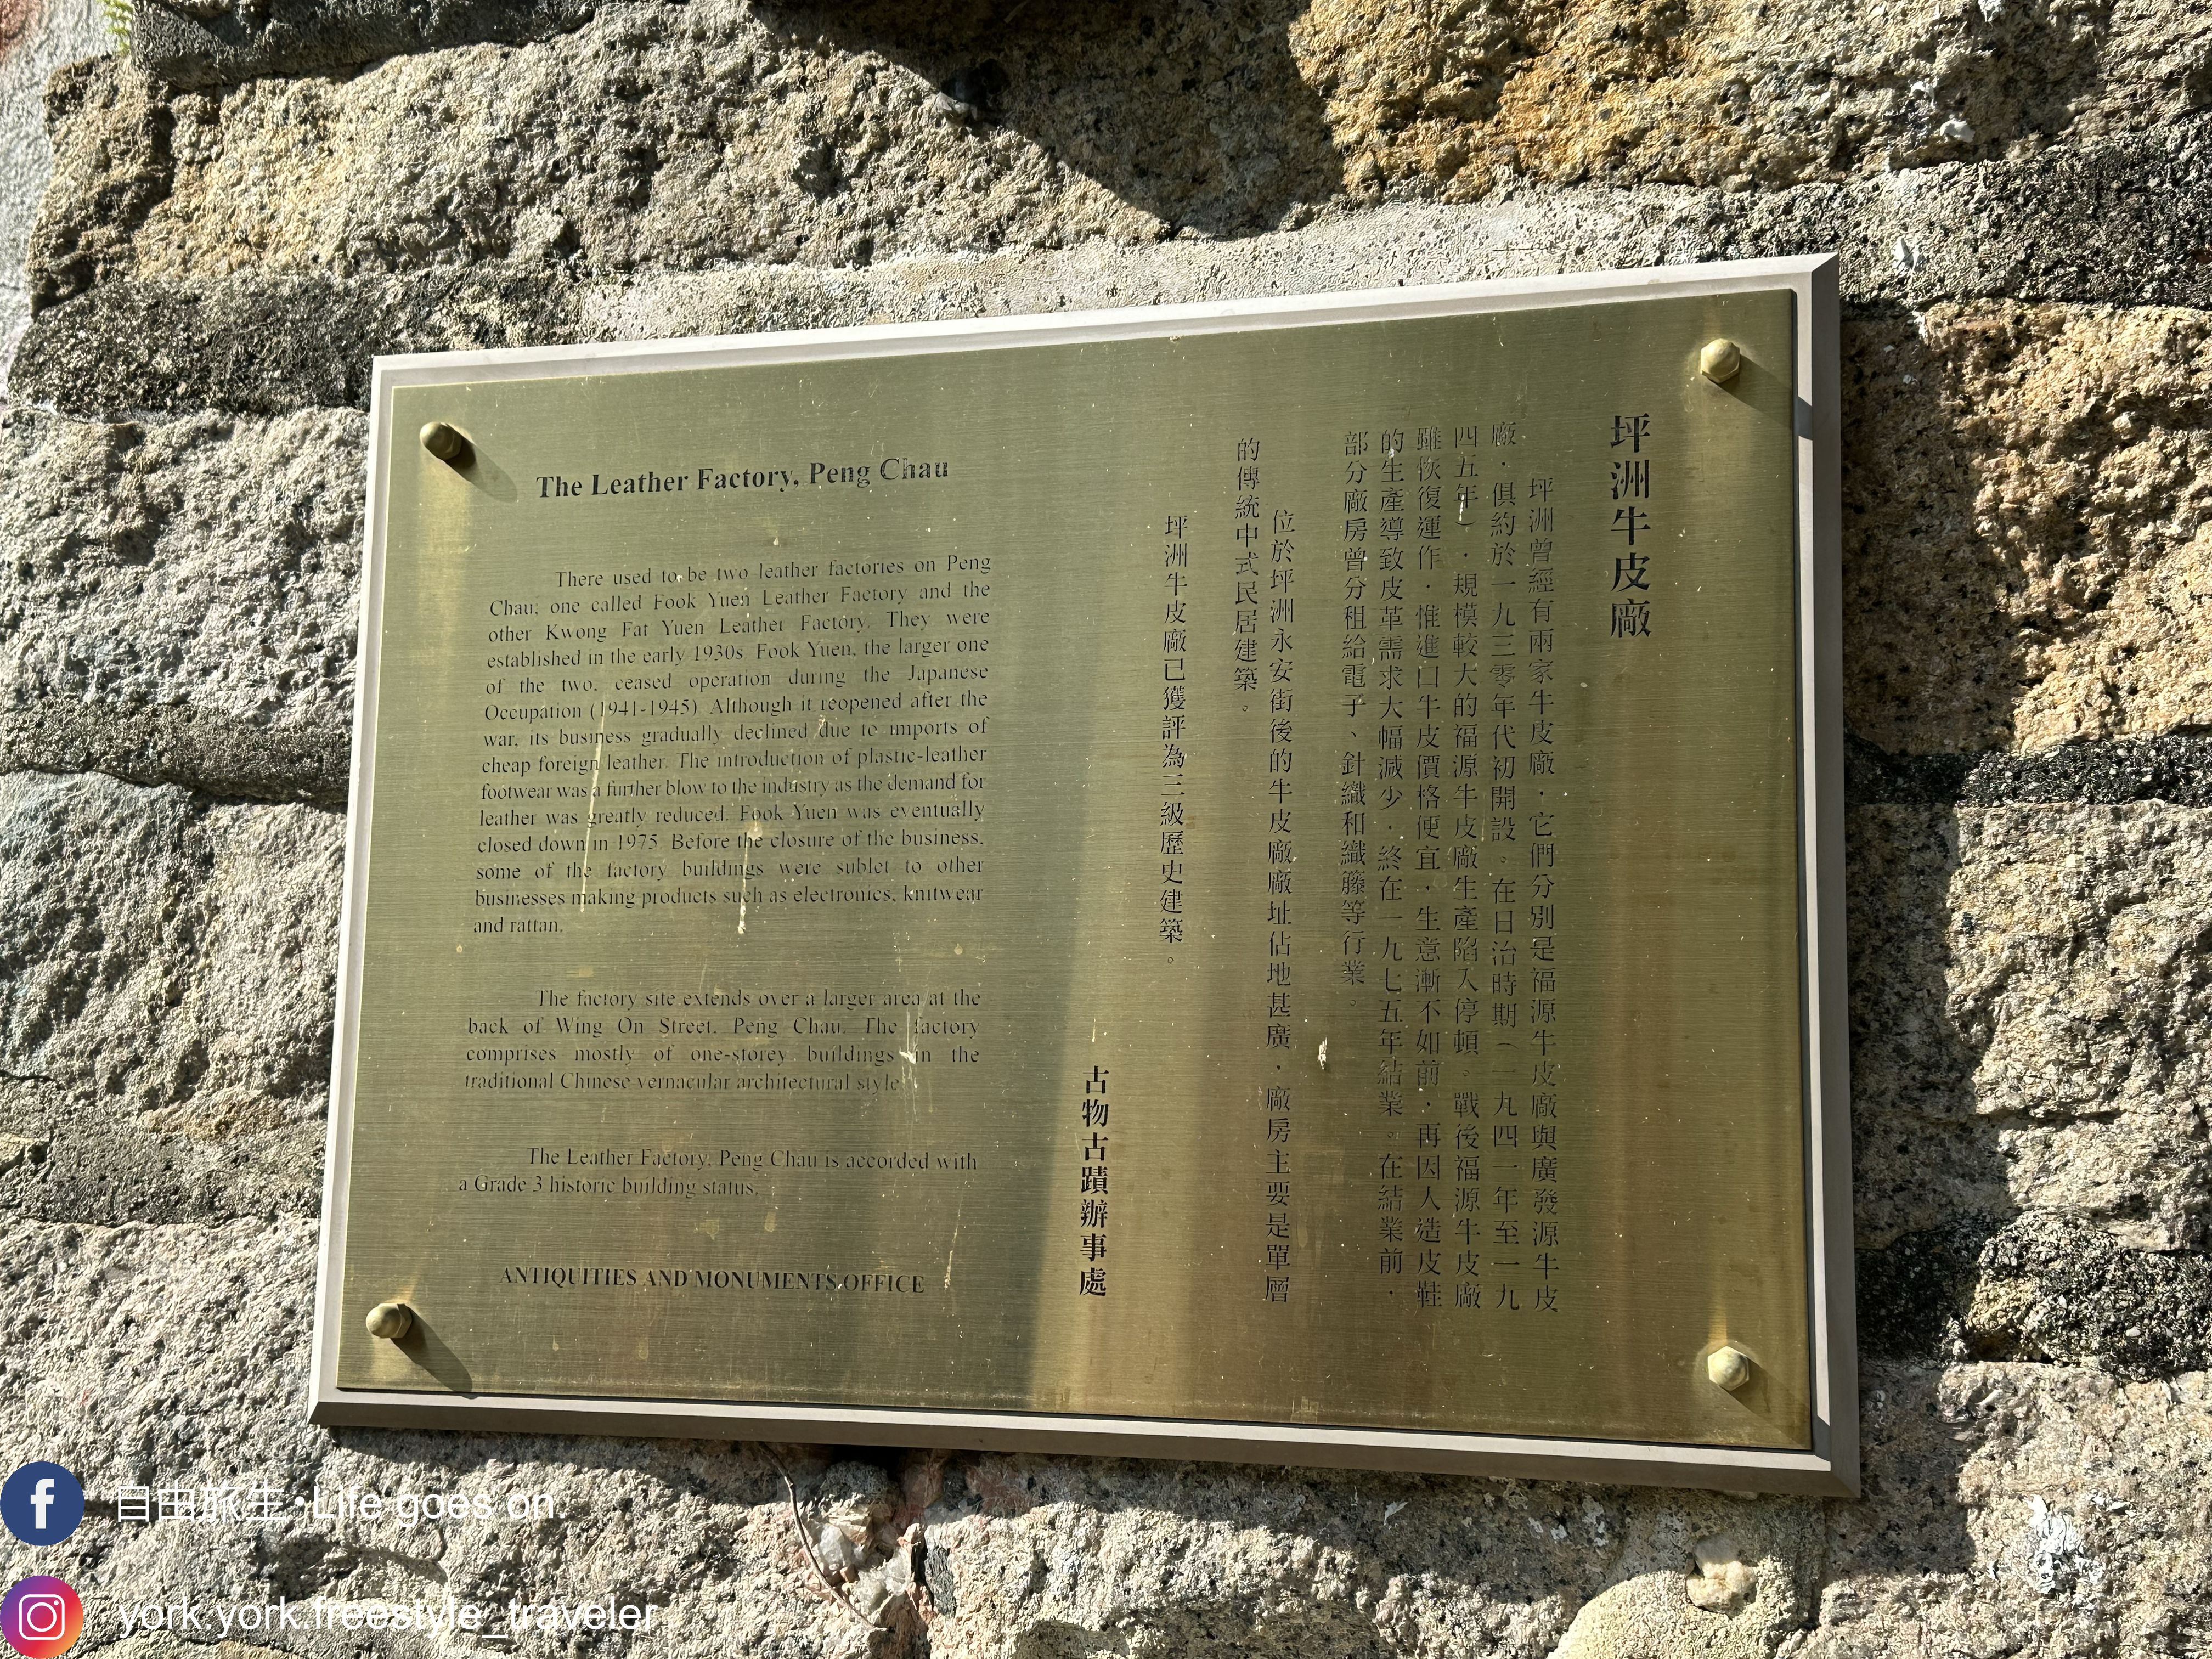 The Leather Factory, Peng Chau
There used to be two leather factories on Peng
Chau; one called Fook Yuen Leather Factory and the
other Kwong Fat Yuen Leather Factory. They were
established in the early 1930s. Fook Yuen, the larger one
of the two, ceased operation during the Japanese
Occupation (1941-1945). Although it reopened after the
war, its business gradually declined due to imports of
cheap foreign leather. The introduction of plastic-leather
footwear was a further blow to the industry as the demand for
leather was greatly reduced. Fook Yuen was eventually
closed down in 1975. Before the closure of the business,
some of the factory buildings were sublet to other
businesses making products such as electronics, knitwear
and rattan.
The factory site extends over a larger area at the
back of Wing On Street, Peng Chau. The factory
comprises mostly of one-storey buildings in the
traditional Chinese vernacular architectural style.
The Leather Factory, Peng Chau is accorded with
a Grade 3 historic building status.
ANTIQUITIES AND MONUMENTS OFFICE
坪洲牛皮廠
坪洲曾經有兩家牛皮廠，它們分別是福源牛皮廠與廣發源牛皮
廠，俱約於一九三零年代初開設。在日治時期（一九四一年至一九
四五年），規模較大的福源牛皮廠生產陷入停頓。戰後福源牛皮廠
雖恢復運作，惟進口牛皮價格便宜，生意漸不如前，再因人造皮鞋
的生產導致皮革需求大幅減少，終在一九七五年結業。在結業前，
部分廠房曾分租給電子、針織和織籐等行業。
位於坪洲永安街後的牛皮廠廠址佔地甚廣，廠房主要是單層
的傳統中式民居建築。
坪洲牛皮廠已獲評為三級歷史建築。
古物古蹟辦事處
自由旅生•Life goes on.
york york.freestyle_traveler